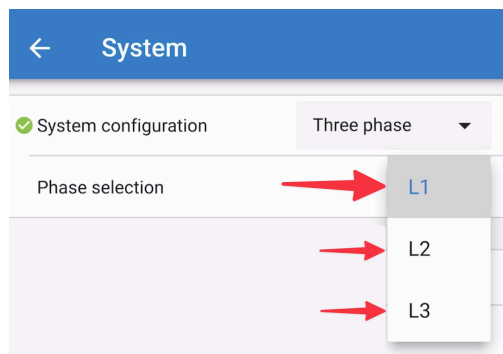 System
System configuration
Three phase
Phase selection
L1
L2
L3